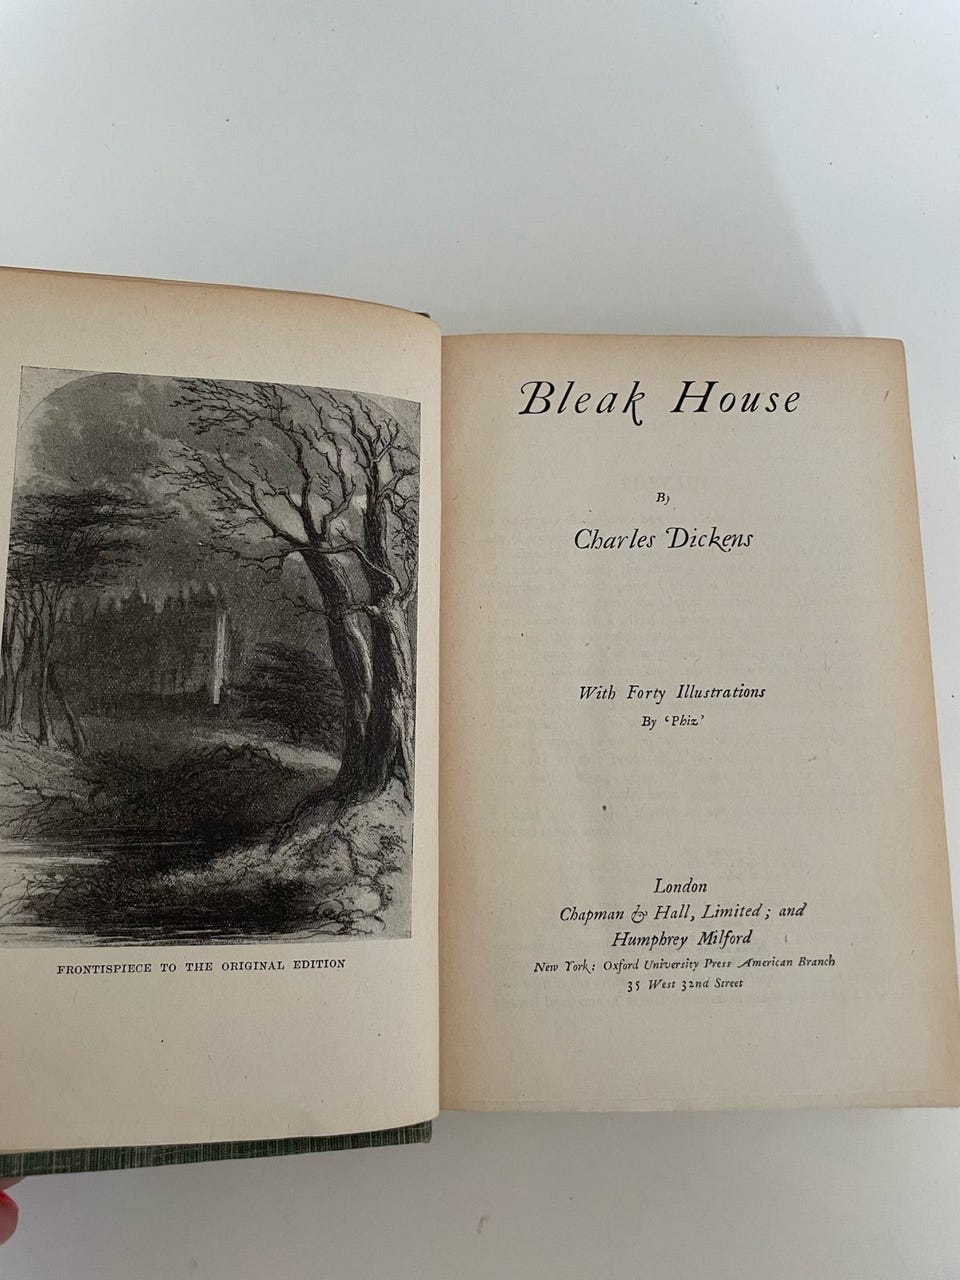 FRONTISPIECE TO THE ORIGINAL EDITION
Bleak House
By
Charles Dickens
With Forty Illustrations
By ‘Phiz’
London
Chapman & Hall, Limited; and
Humphrey Milford
New York: Oxford University Press American Branch
35 West 32nd Street